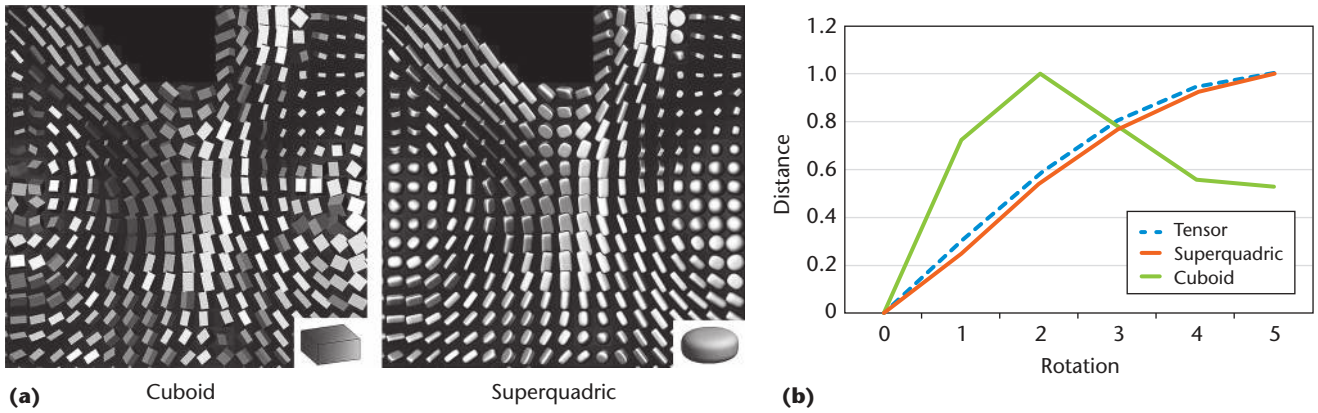 (a)
Cuboid
Superquadric
(b)
Distance
1.2
1.0
0.8
0.6
0.4
0.2
0
0 1 2 3 4 5
Rotation
Tensor
Superquadric
Cuboid